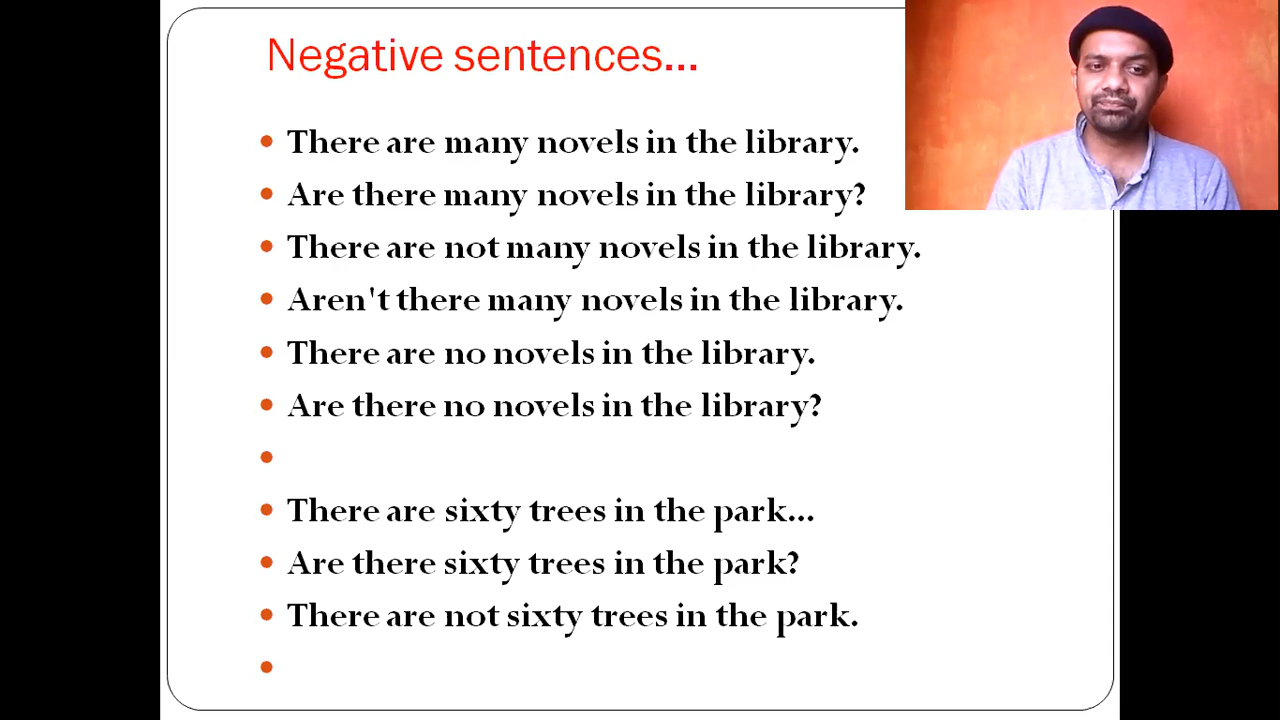 Negative sentences...
There are many novels in the library.
Are there many novels in the library?
There are not many novels in the library.
Aren't there many novels in the library.
There are no novels in the library.
Are there no novels in the library?
There are sixty trees in the park...
Are there sixty trees in the park?
There are not sixty trees in the park.